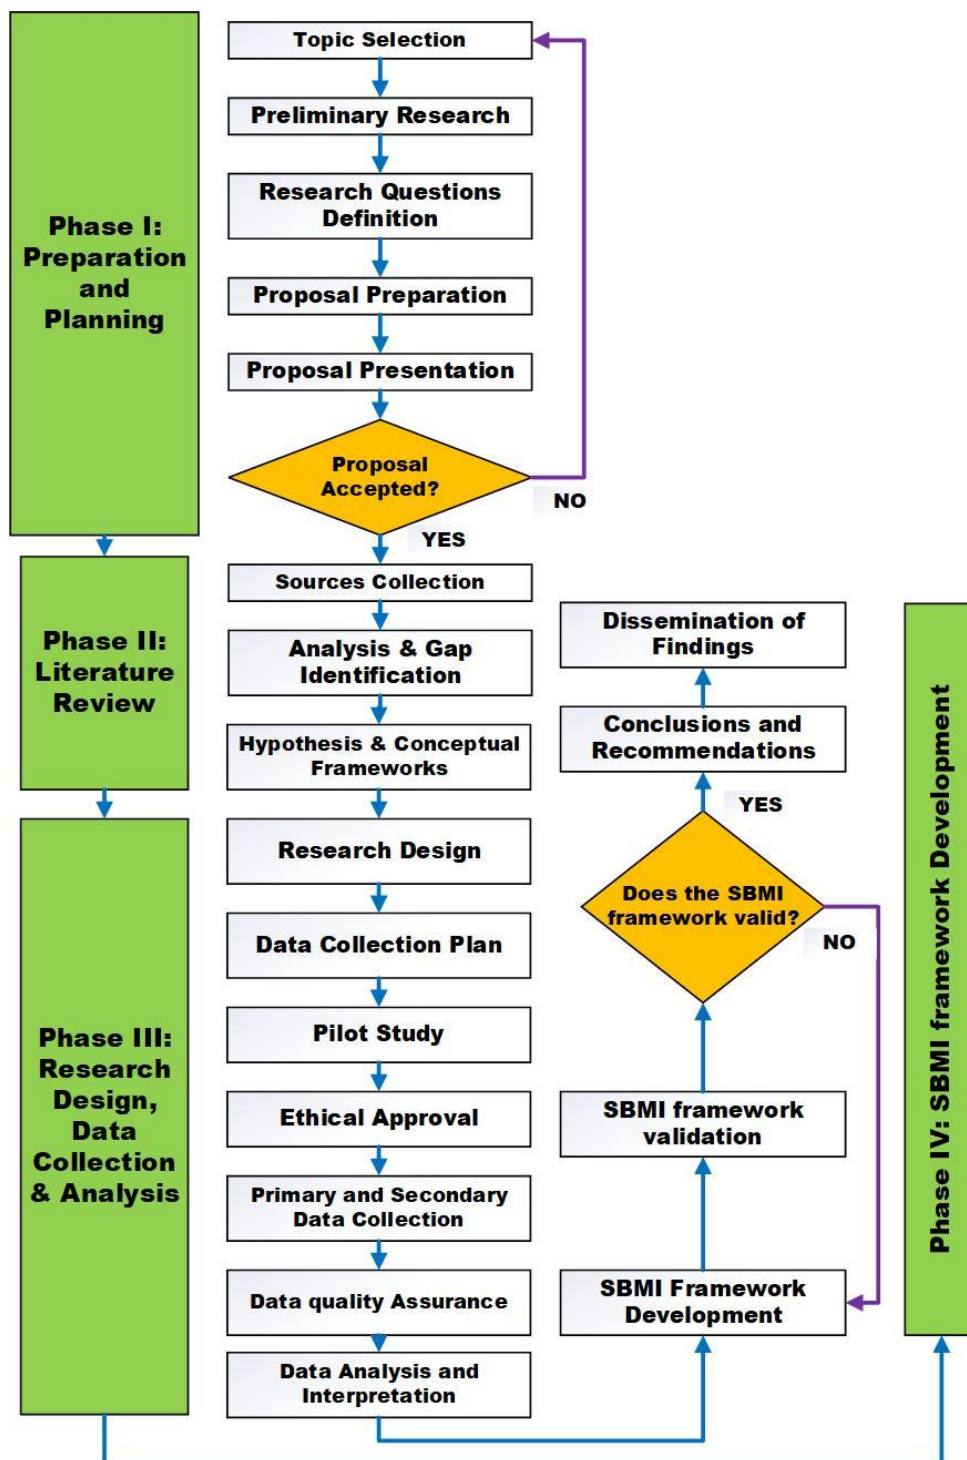 Phase I:
Preparation
and
Planning
Topic Selection
Preliminary Research
Research Questions
Definition
Proposal Preparation
Proposal Presentation
Proposal
Accepted?
NO
YES
Phase II:
Literature
Review
Sources Collection
Analysis & Gap
Identification
Hypothesis & Conceptual
Frameworks
Phase III:
Research
Design,
Data
Collection
& Analysis
Research Design
Data Collection Plan
Pilot Study
Ethical Approval
Primary and Secondary
Data Collection
Data quality Assurance
Data Analysis and
Interpretation
Dissemination of
Findings
Conclusions and
Recommendations
YES
Does the SBMI
framework valid?
NO
SBMI framework
validation
SBMI Framework
Development
Phase IV: SBMI framework Development